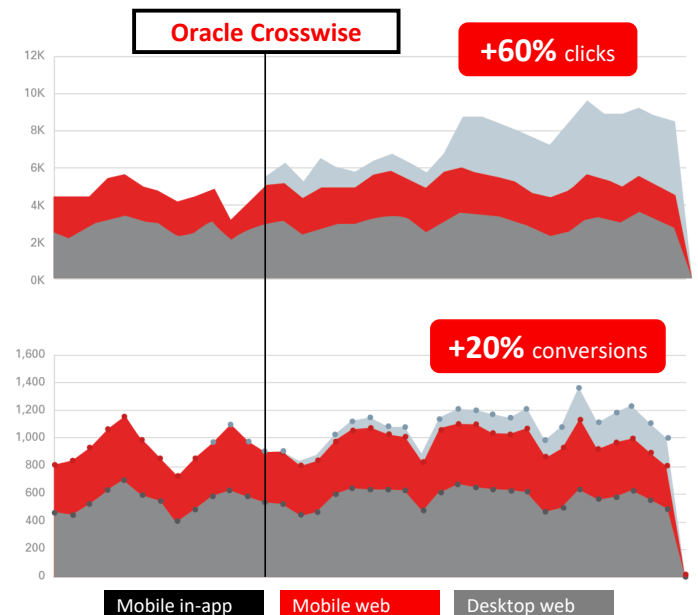 Oracle Crosswise
+60% clicks
12K
10K
8K
6K
4K
2K
0K
+20% conversions
1,600
1,400
1,200
1,000
800
600
400
200
0
Mobile in-app
Mobile web
Desktop web